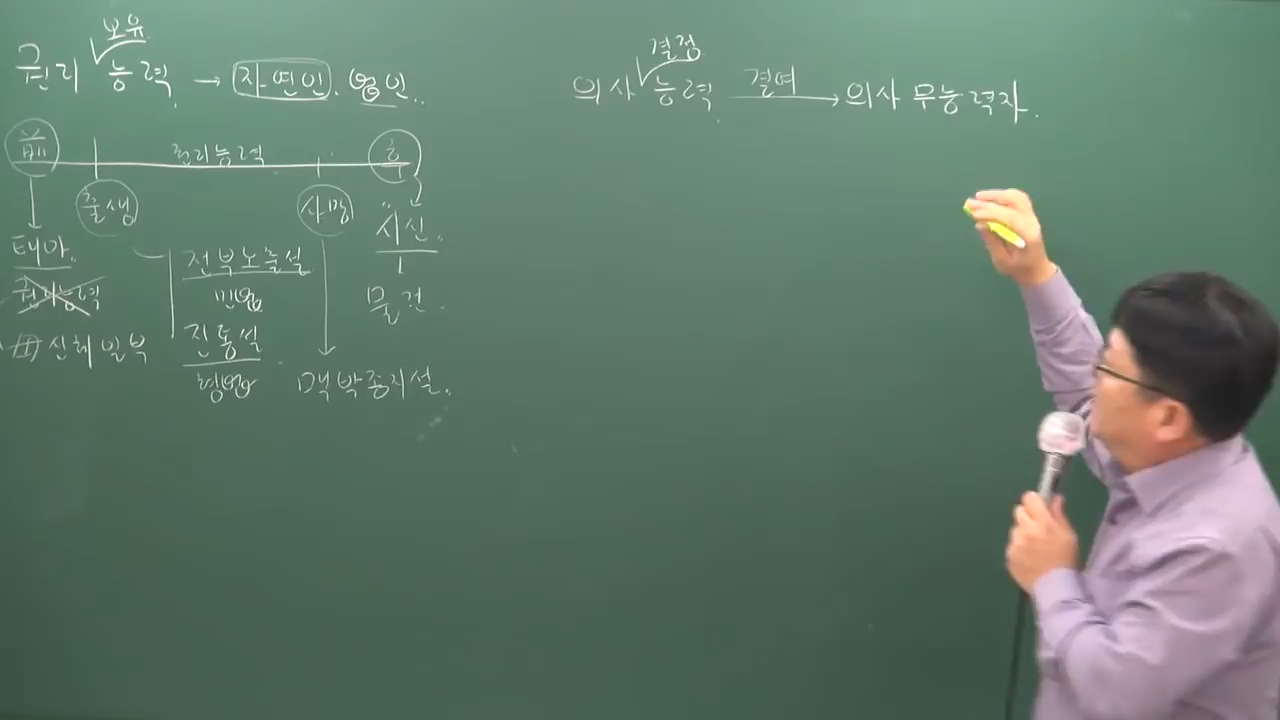 보유
권리 능력 → 자연인. 법인..
권리능력
出 출생 사망 후
태아..
권리능력
신체 일부
전부노출설
민법
진통설
형법
맥박종지설..
시신..
물건.
결정
의사 능력. 결여 → 의사 무능력자.